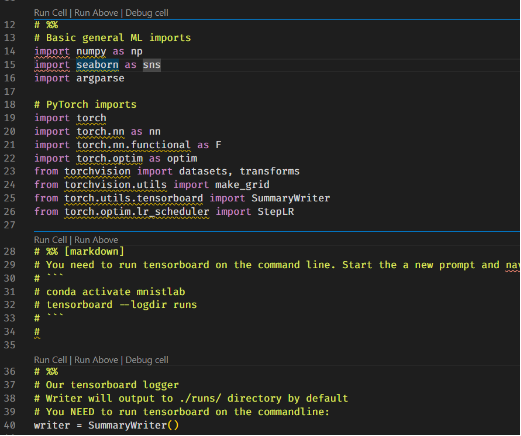 Run Cell | Run Above | Debug cell
12 # %%
13 # Basic general ML imports
14 import numpy as np
15 import seaborn as sns
16 import argparse
17
18 # PyTorch imports
19 import torch
20 import torch.nn as nn
21 import torch.nn.functional as F
22 import torch.optim as optim
23 from torchvision import datasets, transforms
24 from torchvision.utils import make_grid
25 from torch.utils.tensorboard import SummaryWriter
26 from torch.optim.lr_scheduler import StepLR
27
Run Cell | Run Above
28 # %% [markdown]
29 # You need to run tensorboard on the command line. Start the a new prompt and nav
30 # ```
31 # conda activate mnistlab
32 # tensorboard --logdir runs
33 # ```
34 #
35
Run Cell | Run Above | Debug cell
36 # %%
37 # Our tensorboard logger
38 # Writer will output to ./runs/ directory by default
39 # You NEED to run tensorboard on the commandline:
40 writer = SummaryWriter()